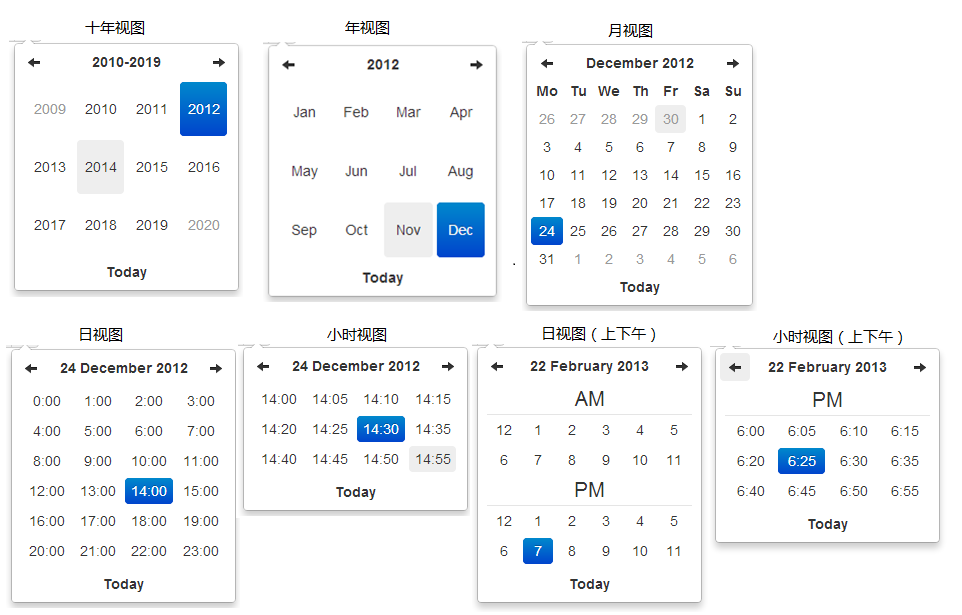 十年视图
2010-2019
2009 2010 2011 2012
2013 2014 2015 2016
2017 2018 2019 2020
Today
年视图
2012
Jan Feb Mar Apr
May Jun Jul Aug
Sep Oct Nov Dec
Today
月视图
December 2012
Mo Tu We Th Fr Sa Su
26 27 28 29 30 1 2
3 4 5 6 7 8 9
10 11 12 13 14 15 16
17 18 19 20 21 22 23
24 25 26 27 28 29 30
31 1 2 3 4 5 6
Today
日视图
24 December 2012
0:00 1:00 2:00 3:00
4:00 5:00 6:00 7:00
8:00 9:00 10:00 11:00
12:00 13:00 14:00 15:00
16:00 17:00 18:00 19:00
20:00 21:00 22:00 23:00
Today
小时视图
24 December 2012
14:00 14:05 14:10 14:15
14:20 14:25 14:30 14:35
14:40 14:45 14:50 14:55
Today
日视图（上下午）
22 February 2013
AM
12 1 2 3 4 5
6 7 8 9 10 11
PM
12 1 2 3 4 5
6 7 8 9 10 11
Today
小时视图（上下午）
22 February 2013
PM
6:00 6:05 6:10 6:15
6:20 6:25 6:30 6:35
6:40 6:45 6:50 6:55
Today